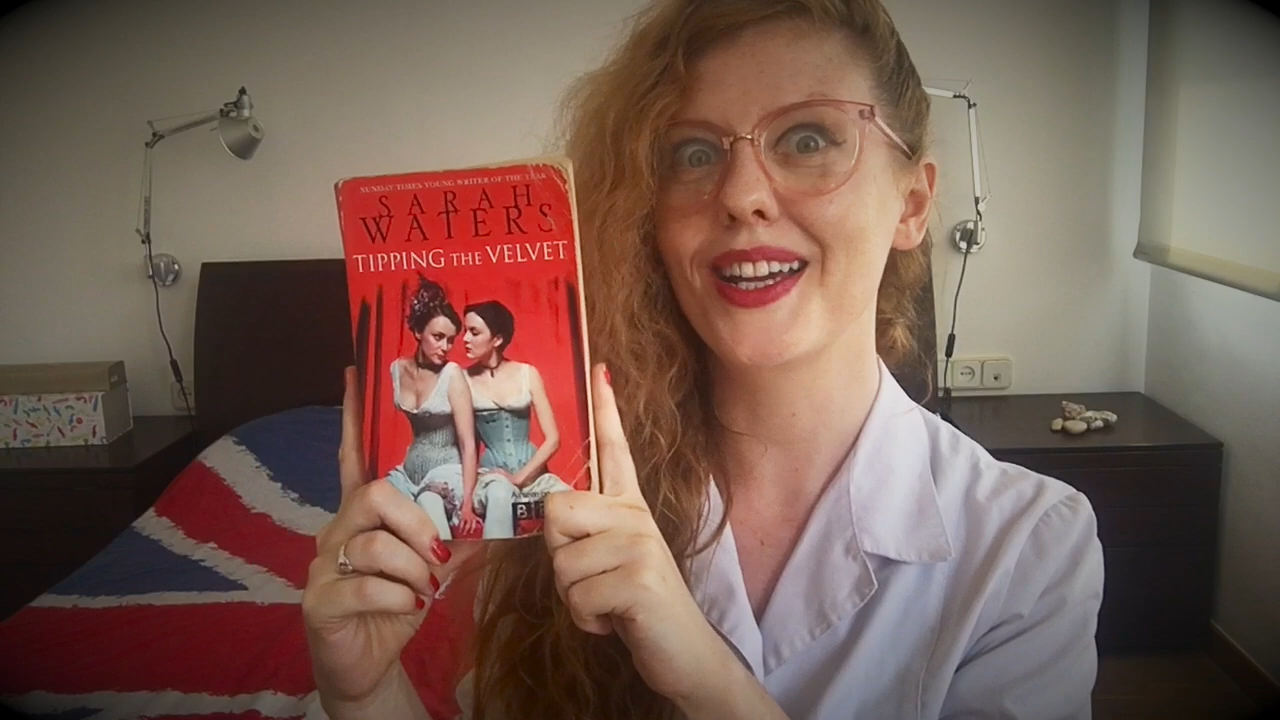 SUNDAY TIMES YOUNG WRITER OF THE YEAR
SARAH
WATERS
TIPPING THE VELVET